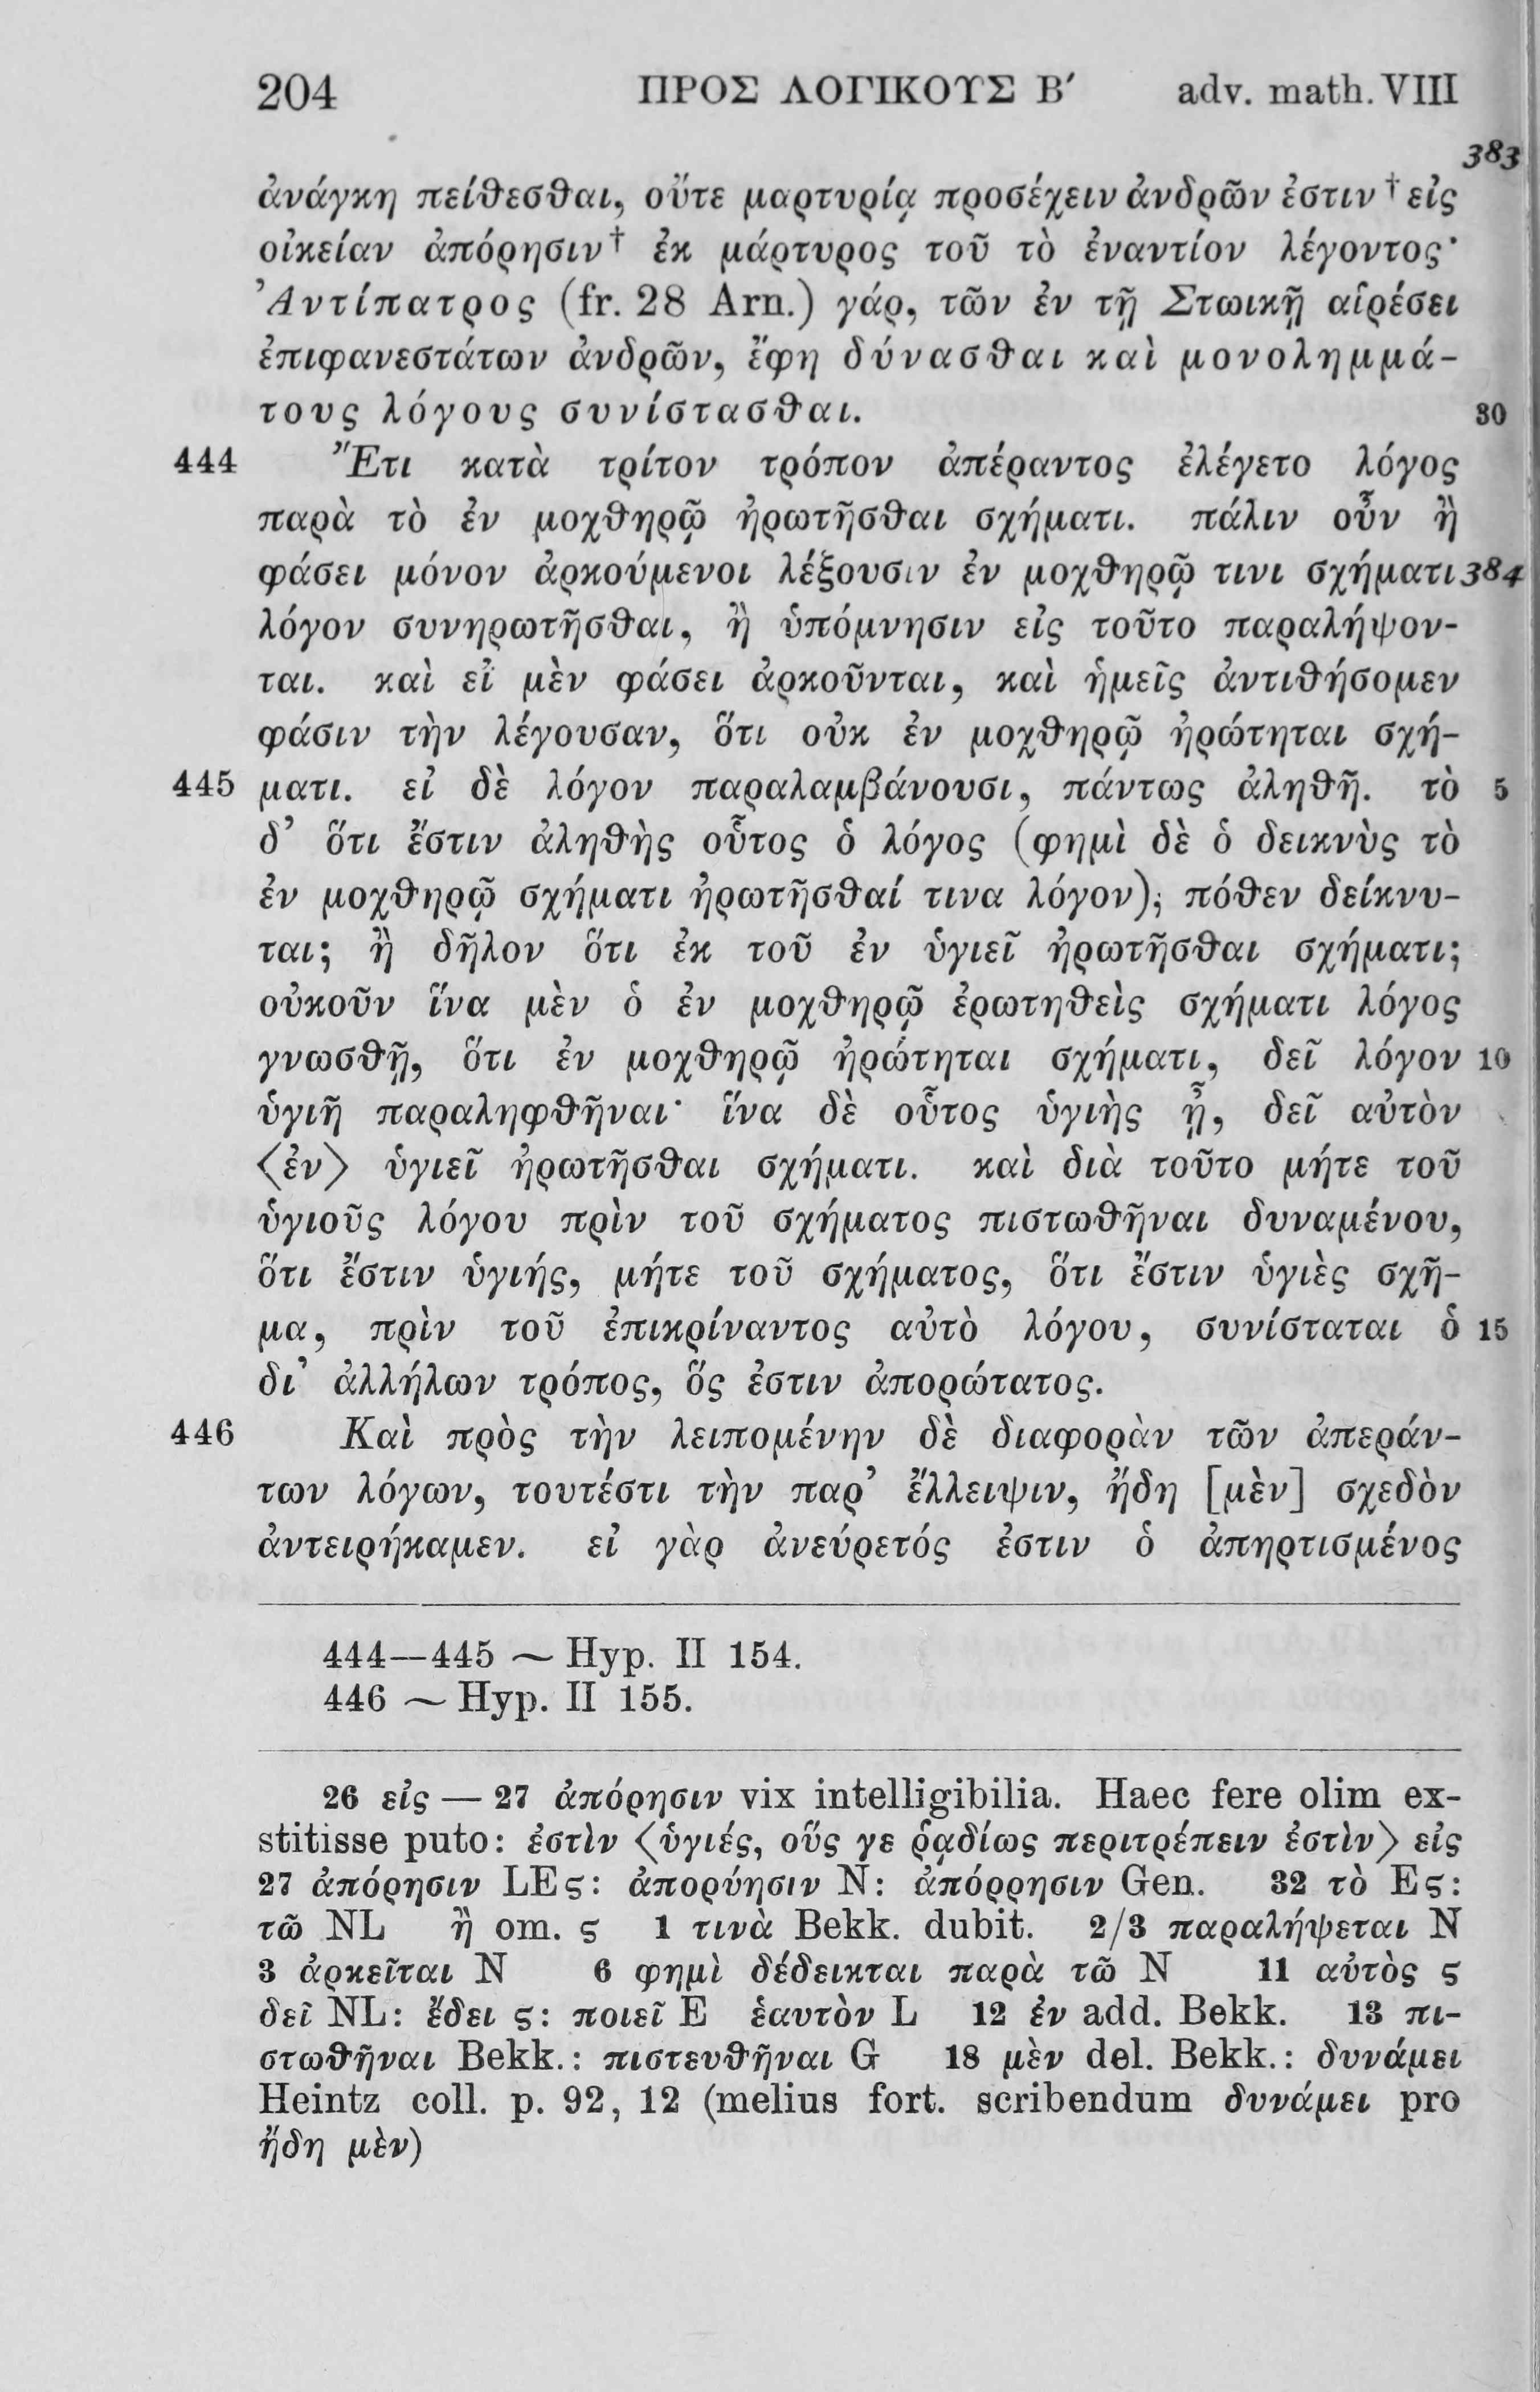 204 ΠΡΟΣ ΛΟΓΙΚΟΥΣ Β′ adv. math. VIII
383
ἀνάγκη πείθεσθαι, οὔτε μαρτυρίᾳ προσέχειν ἀνδρῶν ἐστιν † εἰς
οἰκείαν ἀπόρησιν † ἐκ μάρτυρος τοῦ τὸ ἐναντίον λέγοντος·
Ἀντίπατρος (fr. 28 Arn.) γάρ, τῶν ἐν τῇ Στωικῇ αἱρέσει
ἐπιφανεστάτων ἀνδρῶν, ἔφη δύνασθαι καὶ μονολημμά-
τους λόγους συνίστασθαι. 30
444 Ἔτι κατὰ τρίτον τρόπον ἀπέραντος ἐλέγετο λόγος
παρὰ τὸ ἐν μοχθηρῷ ἠρωτῆσθαι σχήματι. πάλιν οὖν ἢ
φάσει μόνον ἀρκούμενοι λέξουσιν ἐν μοχθηρῷ τινι σχήματι 384
λόγον συνηρωτῆσθαι, ἢ ὑπόμνησιν εἰς τοῦτο παραλήψον-
ται. καὶ εἰ μὲν φάσει ἀρκοῦνται, καὶ ἡμεῖς ἀντιθήσομεν
φάσιν τὴν λέγουσαν, ὅτι οὐκ ἐν μοχθηρῷ ἠρώτηται σχή-
445 ματι. εἰ δὲ λόγον παραλαμβάνουσι, πάντως ἀληθῆ. τὸ 5
δ’ ὅτι ἔστιν ἀληθὴς οὗτος ὁ λόγος (φημὶ δὲ ὁ δεικνὺς τὸ
ἐν μοχθηρῷ σχήματι ἠρωτῆσθαί τινα λόγον); πόθεν δείκνυ-
ται; ἢ δῆλον ὅτι ἐκ τοῦ ἐν ὑγιεῖ ἠρωτῆσθαι σχήματι;
οὐκοῦν ἵνα μὲν ὁ ἐν μοχθηρῷ ἐρωτηθεὶς σχήματι λόγος
γνωσθῇ, ὅτι ἐν μοχθηρῷ ἠρώτηται σχήματι, δεῖ λόγον 10
ὑγιῆ παραληφθῆναι· ἵνα δὲ οὗτος ὑγιὴς ᾖ, δεῖ αὐτὸν
⟨ἐν⟩ ὑγιεῖ ἠρωτῆσθαι σχήματι. καὶ διὰ τοῦτο μήτε τοῦ
ὑγιοῦς λόγου πρὶν τοῦ σχήματος πιστωθῆναι δυναμένου,
ὅτι ἔστιν ὑγιής, μήτε τοῦ σχήματος, ὅτι ἔστιν ὑγιὲς σχῆ-
μα, πρὶν τοῦ ἐπικρίναντος αὐτὸ λόγου, συνίσταται ὁ 15
δι’ ἀλλήλων τρόπος, ὅς ἐστιν ἀπορώτατος.
446 Καὶ πρὸς τὴν λειπομένην δὲ διαφορὰν τῶν ἀπεράν-
των λόγων, τουτέστι τὴν παρ’ ἔλλειψιν, ἤδη [μὲν] σχεδὸν
ἀντειρήκαμεν. εἰ γὰρ ἀνεύρετός ἐστιν ὁ ἀπηρτισμένος
444—445 ~ Hyp. II 154.
446 ~ Hyp. II 155.
26 εἰς — 27 ἀπόρησιν vix intelligibilia. Haec fere olim ex-
stitisse puto: ἐστὶν ⟨ὑγιές, οὕς γε ῥᾳδίως περιτρέπειν ἐστὶν⟩ εἰς
27 ἀπόρησιν LEς: ἀπορύησιν N: ἀπόρρησιν Gen. 32 τὸ Eς:
τῶ NL ἢ om. ς 1 τινὰ Bekk. dubit. 2/3 παραλήψεται N
3 ἀρκεῖται N 6 φημὶ δέδεικται παρὰ τῶ N 11 αὐτὸς ς
δεῖ NL: ἔδει ς: ποιεῖ E ἑαυτὸν L 12 ἐν add. Bekk. 13 πι-
στωθῆναι Bekk.: πιστευθῆναι G 18 μὲν del. Bekk.: δυνάμει
Heintz coll. p. 92, 12 (melius fort. scribendum δυνάμει pro
ἤδη μὲν)